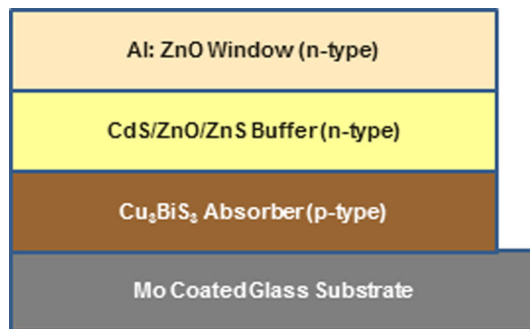 Al: ZnO Window (n-type)
CdS/ZnO/ZnS Buffer (n-type)
Cu₃BiS₃ Absorber (p-type)
Mo Coated Glass Substrate